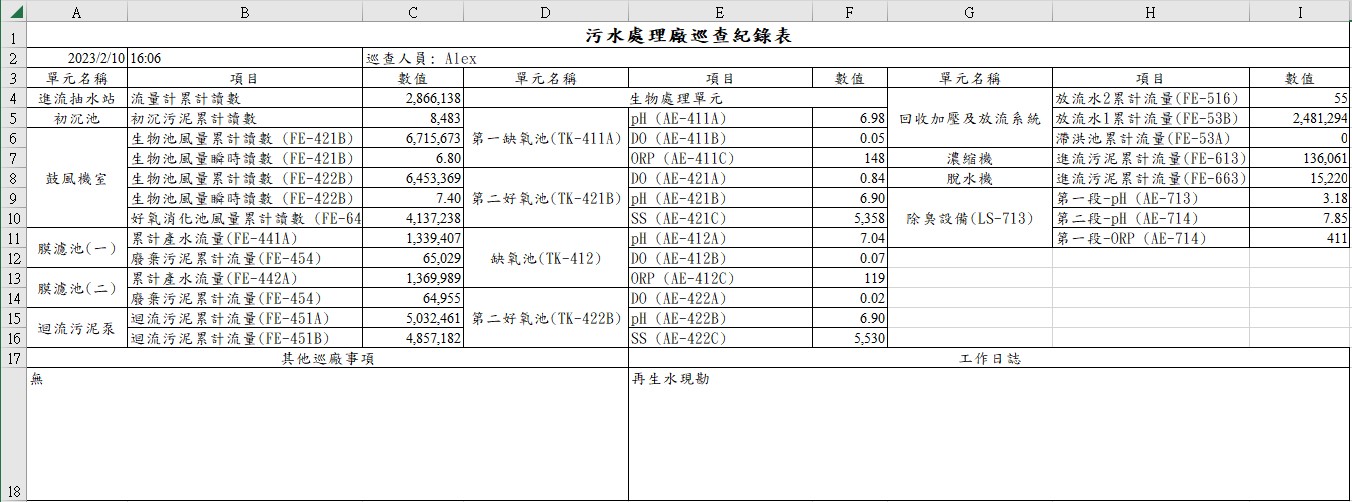 A B C D E F G H I
1 污水處理廠巡查紀錄表
2 2023/2/10 16:06 巡查人員: Alex
3 單元名稱 項目 數值 單元名稱 項目 數值 單元名稱 項目 數值
4 進流抽水站 流量計累計讀數 2,866,138 生物處理單元 回收加壓及放流系統 放流水2累計流量(FE-516) 55
5 初沉池 初沉污泥累計讀數 8,483 第一缺氧池(TK-411A) pH (AE-411A) 6.98 放流水1累計流量(FE-53B) 2,481,294
6 鼓風機室 生物池風量累計讀數 (FE-421B) 6,715,673 DO (AE-411B) 0.05 滯洪池累計流量(FE-53A) 0
7 生物池風量瞬時讀數 (FE-421B) 6.80 ORP (AE-411C) 148 濃縮機 進流污泥累計流量(FE-613) 136,061
8 生物池風量累計讀數 (FE-422B) 6,453,369 第二好氧池(TK-421B) DO (AE-421A) 0.84 脫水機 進流污泥累計流量(FE-663) 15,220
9 生物池風量瞬時讀數 (FE-422B) 7.40 pH (AE-421B) 6.90 除臭設備(LS-713) 第一段-pH (AE-713) 3.18
10 好氧消化池風量累計讀數 (FE-64 4,137,238 SS (AE-421C) 5,358 第二段-pH (AE-714) 7.85
11 膜濾池(一) 累計產水流量(FE-441A) 1,339,407 缺氧池(TK-412) pH (AE-412A) 7.04 第一段-ORP (AE-714) 411
12 廢棄污泥累計流量(FE-454) 65,029 DO (AE-412B) 0.07
13 膜濾池(二) 累計產水流量(FE-442A) 1,369,989 ORP (AE-412C) 119
14 廢棄污泥累計流量(FE-454) 64,955 第二好氧池(TK-422B) DO (AE-422A) 0.02
15 迴流污泥泵 迴流污泥累計流量(FE-451A) 5,032,461 pH (AE-422B) 6.90
16 迴流污泥累計流量(FE-451B) 4,857,182 SS (AE-422C) 5,530
17 其他巡廠事項 工作日誌
18 無 再生水現勘